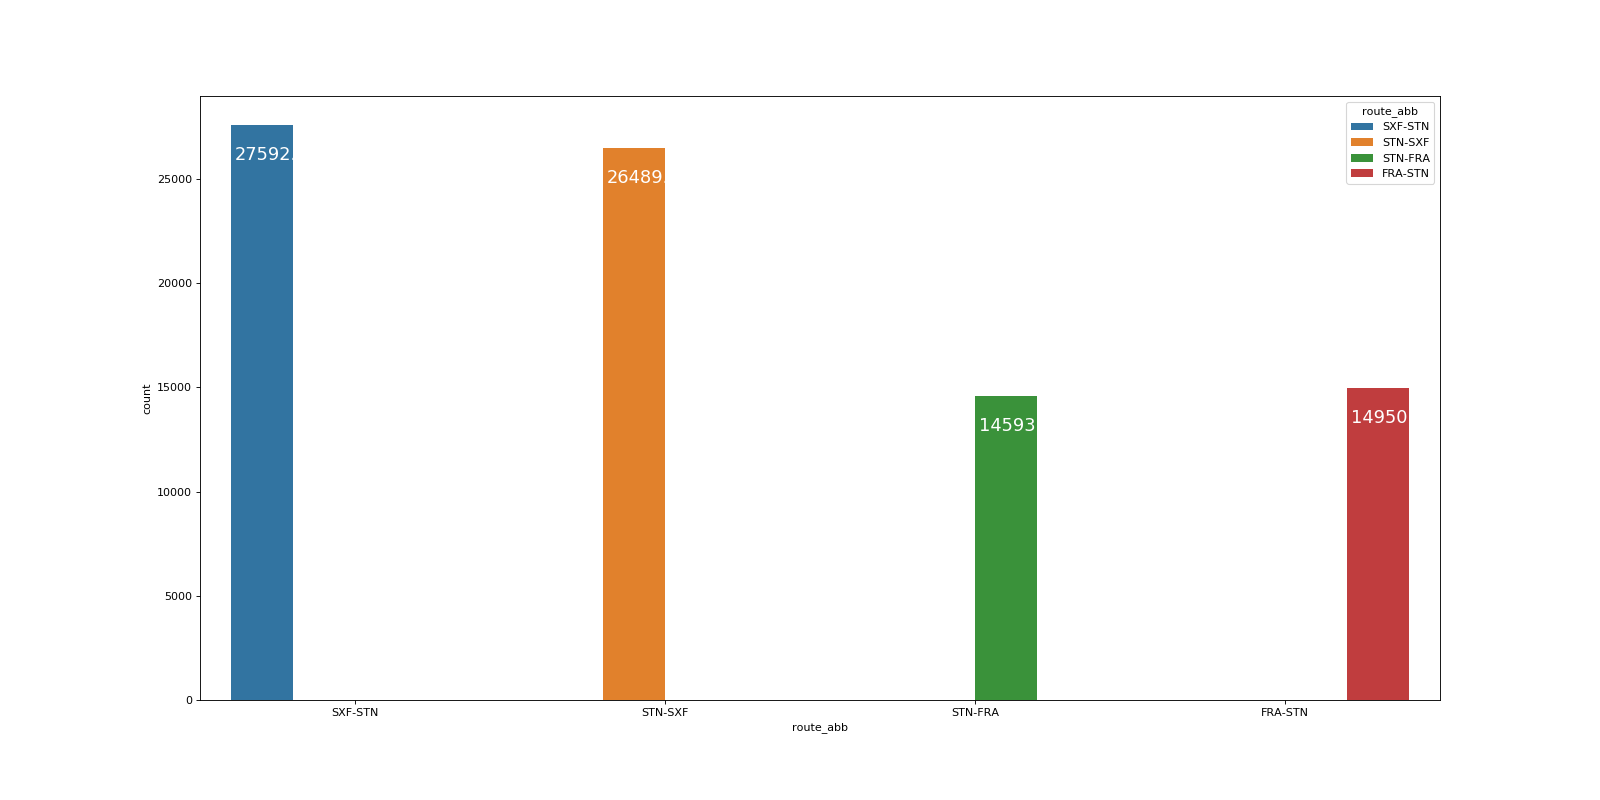 route_abb
SXF-STN
STN-SXF
STN-FRA
FRA-STN
27592.
26489.
14593
14950
25000
20000
15000
10000
5000
0
count
SXF-STN STN-SXF STN-FRA FRA-STN
route_abb